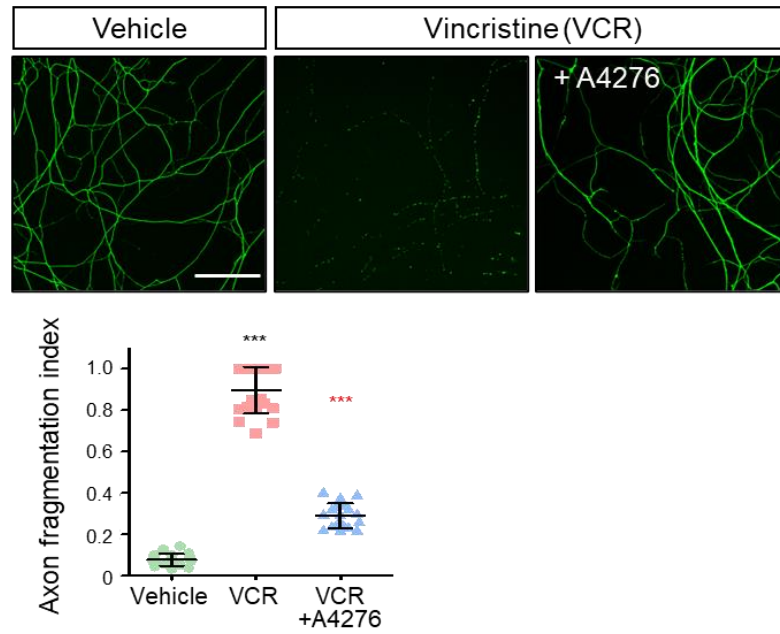 Vehicle
Vincristine (VCR)
+ A4276
Axon fragmentation index
1.0
0.8
0.6
0.4
0.2
0
***
***
Vehicle
VCR
VCR
+A4276